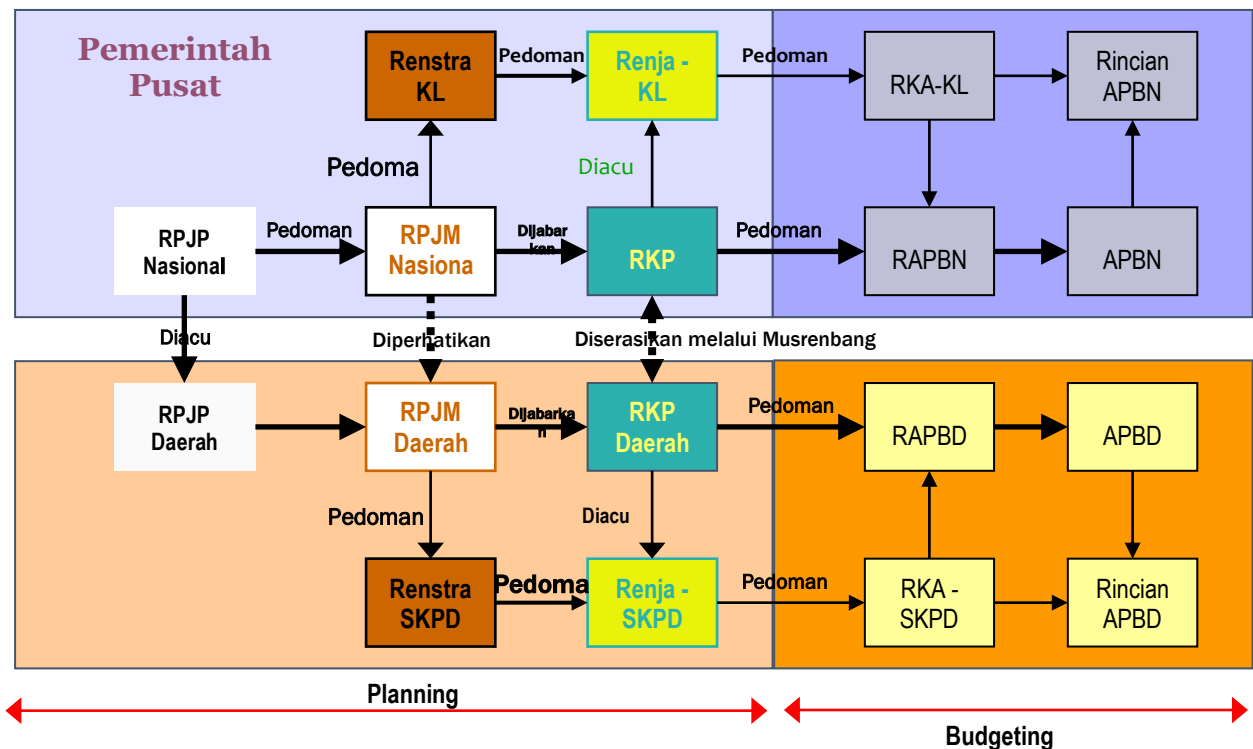 Pemerintah
Pusat
Renstra
KL
Pedoman
Renja -
KL
Pedoman
RKA-KL
Rincian
APBN
Pedoma
Diacu
RPJP
Nasional
Pedoman
RPJM
Nasiona
Dijabar
kan
RKP
Pedoman
RAPBN
APBN
Diacu
Diperhatikan
Diserasikan melalui Musrenbang
RPJP
Daerah
RPJM
Daerah
Dijabarka
n
RKP
Daerah
Pedoman
RAPBD
APBD
Pedoman
Diacu
Renstra
SKPD
Pedoma
Renja -
SKPD
Pedoman
RKA -
SKPD
Rincian
APBD
Planning
Budgeting